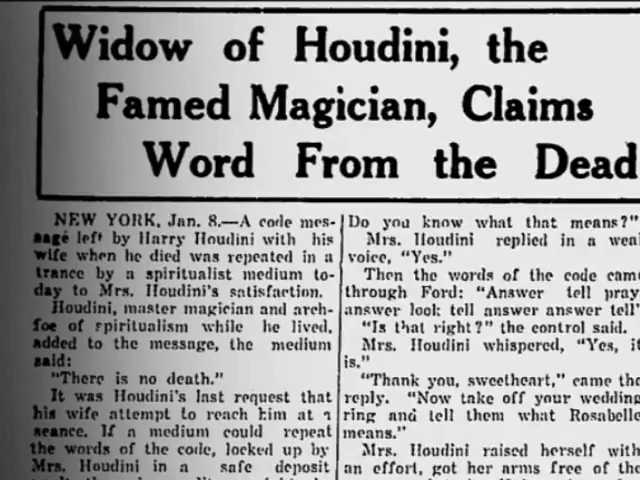 Widow of Houdini, the
Famed Magician, Claims
Word From the Dead
NEW YORK, Jan. 8.—A code mes-
sage left by Harry Houdini with his
wife when he died was repeated in a
trance by a spiritualist medium to-
day to Mrs. Houdini's satisfaction.
Houdini, master magician and arch-
foe of spiritualism while he lived,
added to the message, the medium
said:
"There is no death."
It was Houdini's last request that
his wife attempt to reach him at a
seance. If a medium could repeat
the words of the code, locked up by
Mrs. Houdini in a safe deposit
Do you know what that means?"
Mrs. Houdini replied in a wea
voice, "Yes."
Then the words of the code came
through Ford: "Answer tell pray
answer look tell answer answer tell"
"Is that right?" the control said.
Mrs. Houdini whispered, "Yes, it
is."
"Thank you, sweetheart," came the
reply. "Now take off your wedding
ring and tell them what Rosabelle
means."
Mrs. Houdini raised herself with
an effort, got her arms free of the